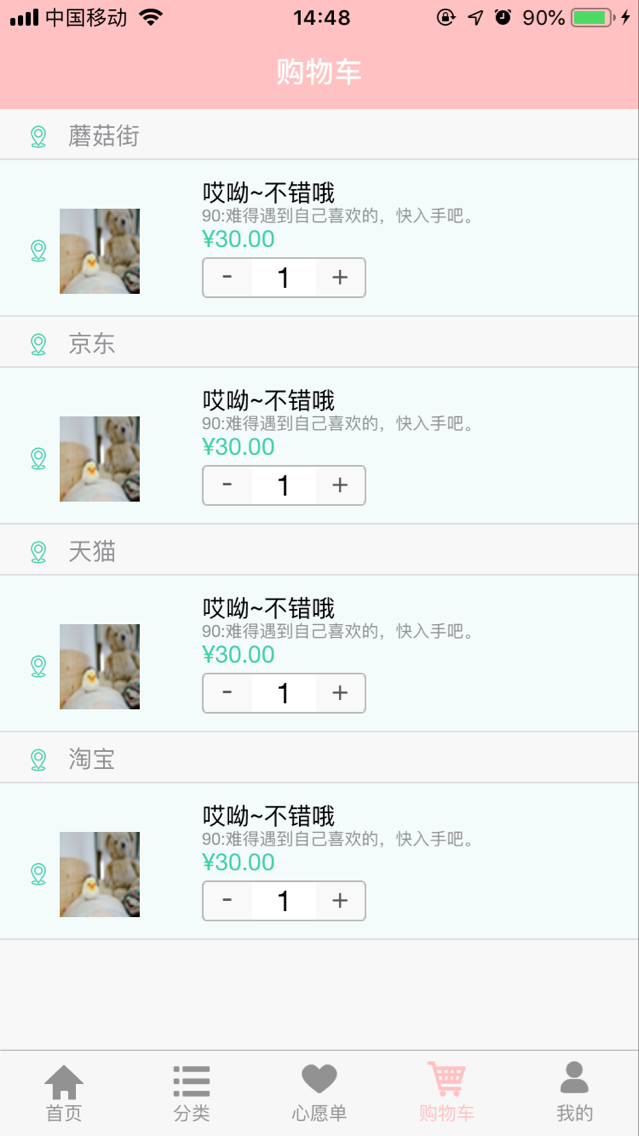 中国移动 14:48 90%
购物车
蘑菇街
哎呦~不错哦
90:难得遇到自己喜欢的，快入手吧。
¥30.00
- 1 +
京东
哎呦~不错哦
90:难得遇到自己喜欢的，快入手吧。
¥30.00
- 1 +
天猫
哎呦~不错哦
90:难得遇到自己喜欢的，快入手吧。
¥30.00
- 1 +
淘宝
哎呦~不错哦
90:难得遇到自己喜欢的，快入手吧。
¥30.00
- 1 +
首页 分类 心愿单 购物车 我的